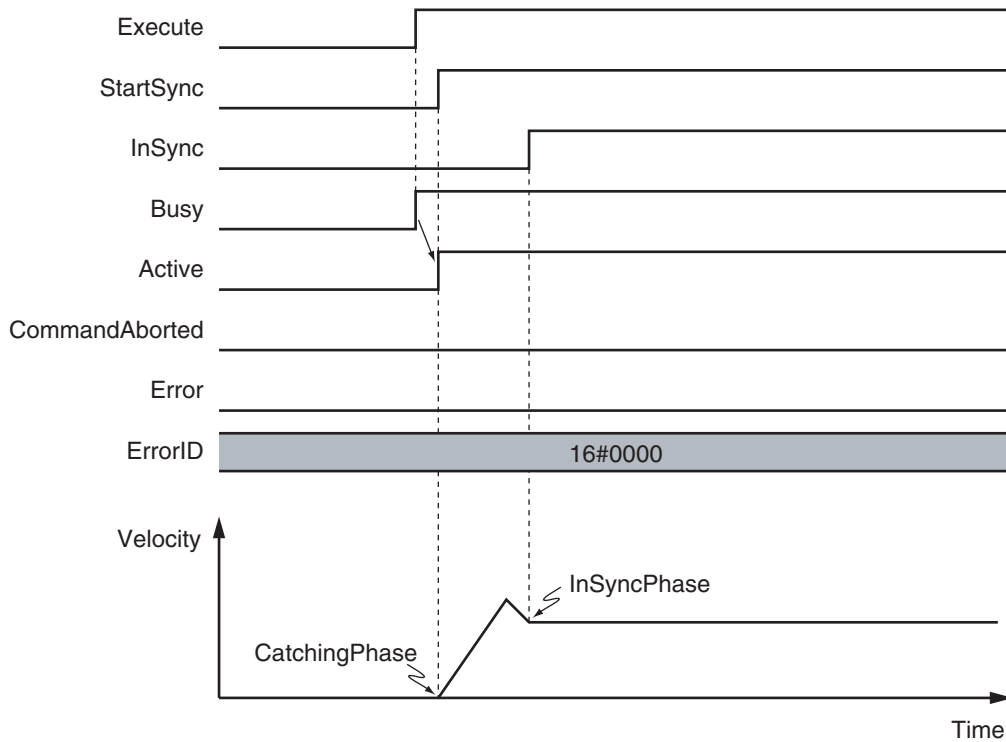 Execute
StartSync
InSync
Busy
Active
CommandAborted
Error
ErrorID
16#0000
Velocity
InSyncPhase
CatchingPhase
Time